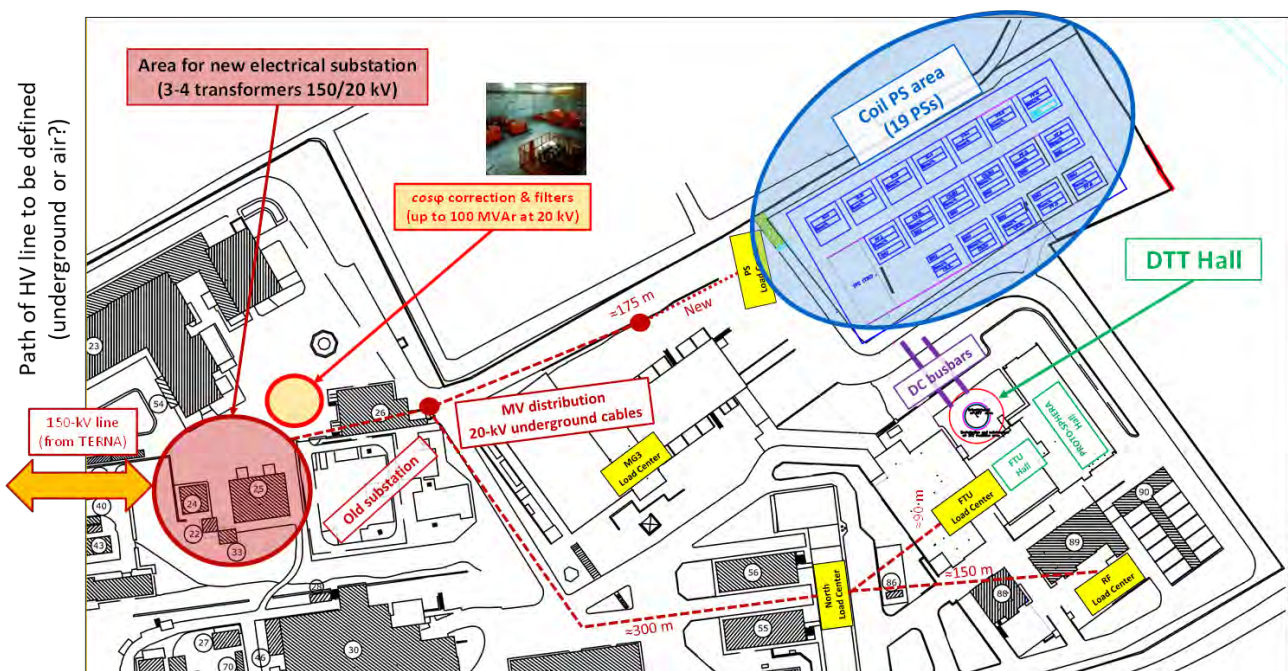 Path of HV line to be defined
(underground or air?)
Area for new electrical substation
(3-4 transformers 150/20 kV)
cosφ correction & filters
(up to 100 MVAr at 20 kV)
Coil PS area
(19 PSs)
DTT Hall
PS
≈175 m
New
DC busbars
PROTO-SPHERA
Hall
FTU
Hall
FTU
Load Center
MG3
Load Center
MV distribution
20-kV underground cables
Old substation
150-kV line
(from TERNA)
≈90 m
≈150 m
≈300 m
North
Load Center
RF
Load Center
23
54
26
24
25
22
33
40
43
28
27
70
46
30
56
55
86
88
89
90